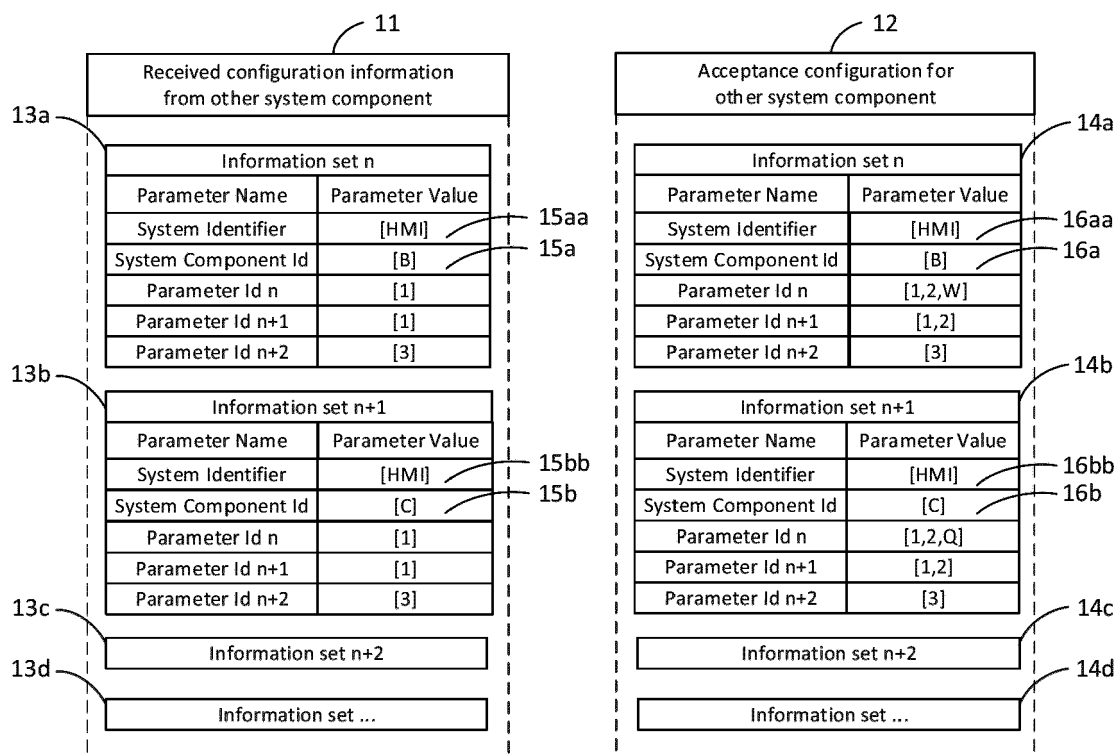 11
Received configuration information
from other system component
13a
Information set n
Parameter Name Parameter Value
System Identifier [HMI] 15aa
System Component Id [B] 15a
Parameter Id n [1]
Parameter Id n+1 [1]
Parameter Id n+2 [3]
13b
Information set n+1
Parameter Name Parameter Value
System Identifier [HMI] 15bb
System Component Id [C] 15b
Parameter Id n [1]
Parameter Id n+1 [1]
Parameter Id n+2 [3]
13c
Information set n+2
13d
Information set ...
12
Acceptance configuration for
other system component
14a
Information set n
Parameter Name Parameter Value
System Identifier [HMI] 16aa
System Component Id [B] 16a
Parameter Id n [1,2,W]
Parameter Id n+1 [1,2]
Parameter Id n+2 [3]
14b
Information set n+1
Parameter Name Parameter Value
System Identifier [HMI] 16bb
System Component Id [C] 16b
Parameter Id n [1,2,Q]
Parameter Id n+1 [1,2]
Parameter Id n+2 [3]
14c
Information set n+2
14d
Information set ...